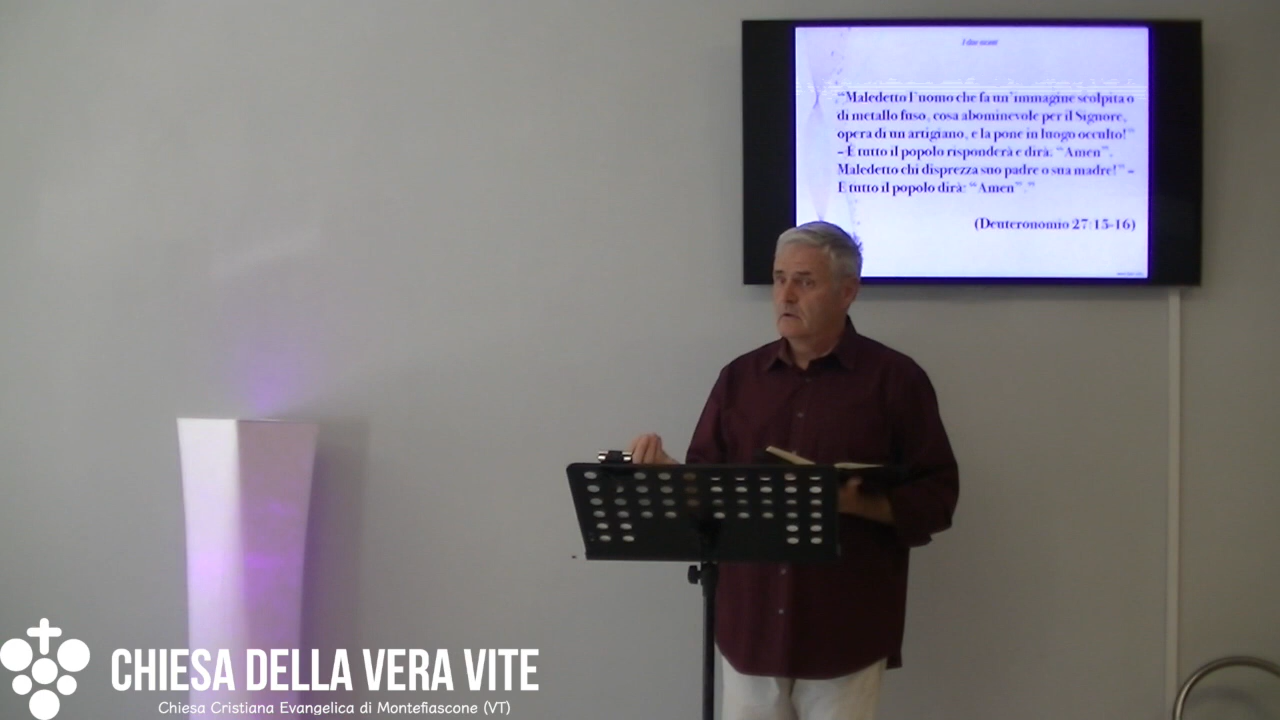 I due monti
“Maledetto l'uomo che fa un'immagine scolpita o
di metallo fuso, cosa abominevole per il Signore,
opera di un artigiano, e la pone in luogo occulto!”
– E tutto il popolo risponderà e dirà: “Amen”.
Maledetto chi disprezza suo padre o sua madre!” –
E tutto il popolo dirà: “Amen”.”
(Deuteronomio 27:15-16)
CHIESA DELLA VERA VITE
Chiesa Cristiana Evangelica di Montefiascone (VT)